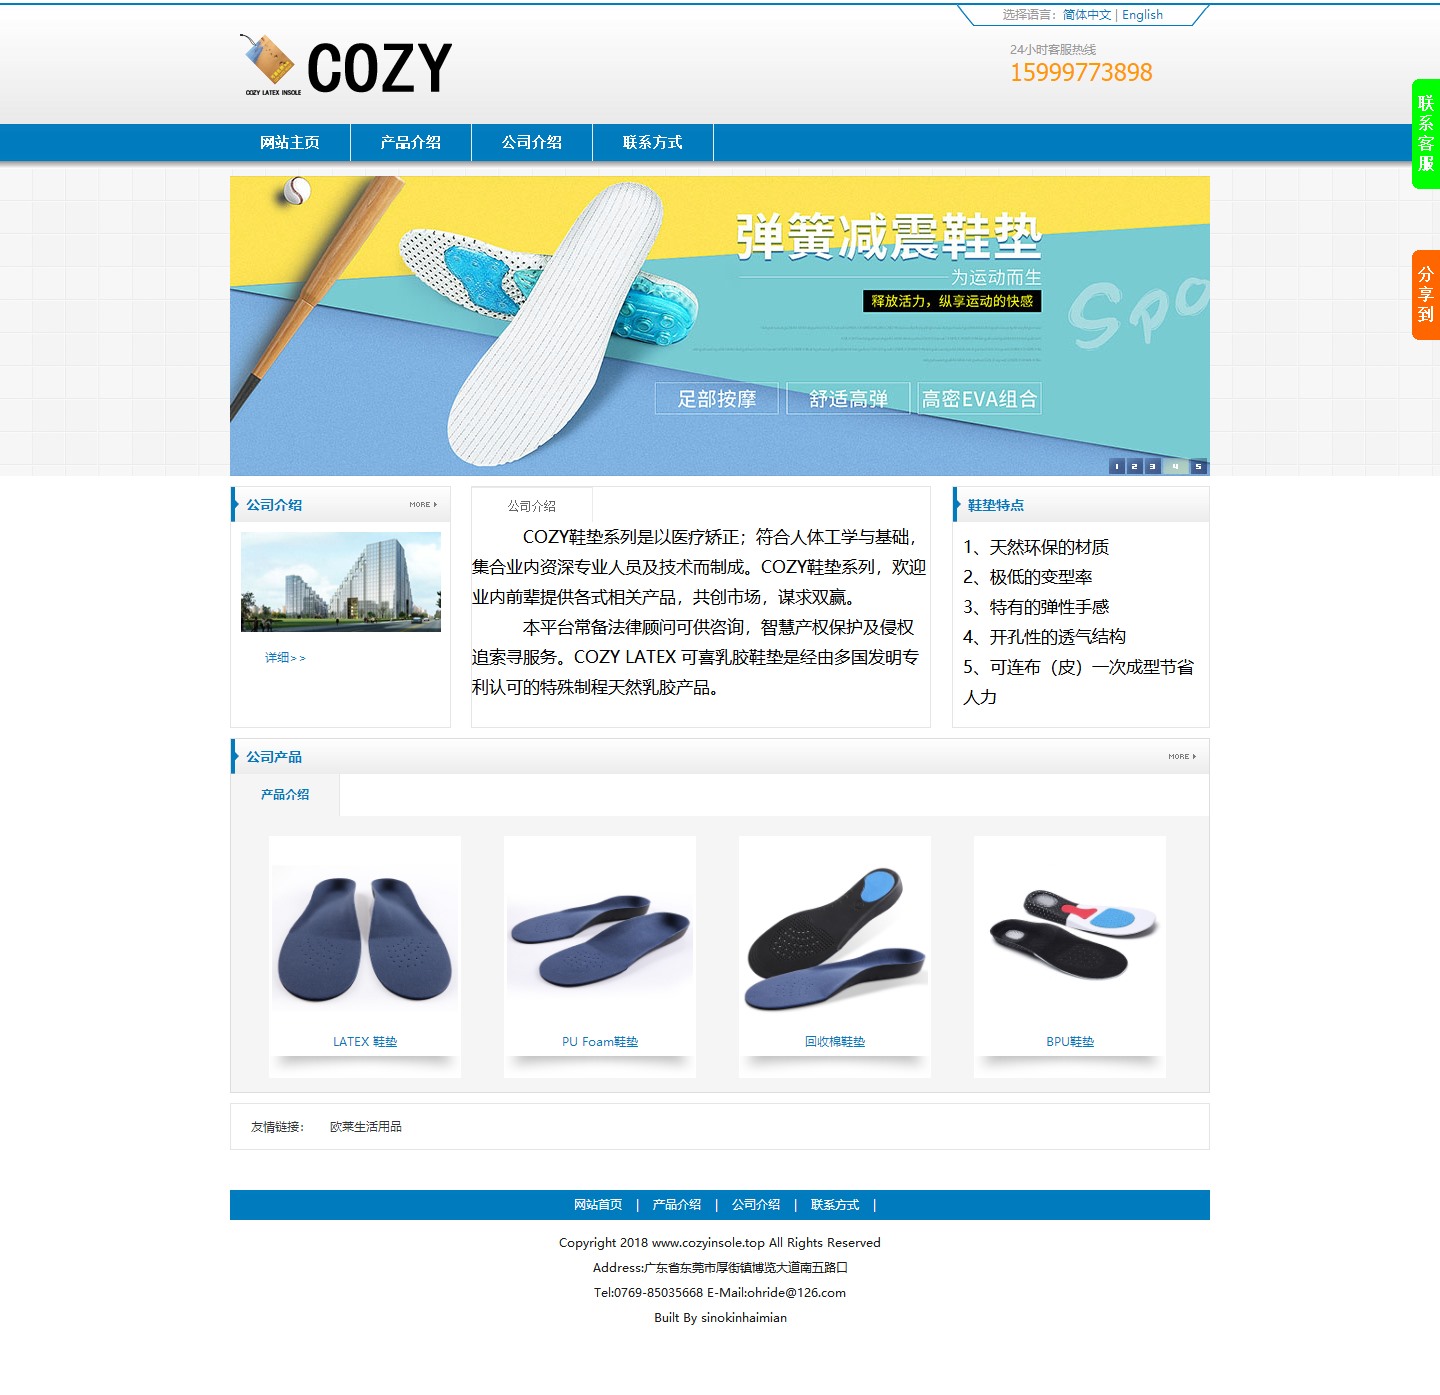 选择语言：简体中文 | English
COZY
COZY LATEX INSOLE
24小时客服热线
15999773898
网站主页 产品介绍 公司介绍 联系方式
联系客服
分享到
弹簧减震鞋垫
为运动而生
释放活力，纵享运动的快感
Spo
足部按摩 舒适高弹 高密EVA组合
1 2 3 4 5
公司介绍 MORE
详细>>
公司介绍
COZY鞋垫系列是以医疗矫正；符合人体工学与基础，
集合业内资深专业人员及技术而制成。COZY鞋垫系列，欢迎
业内前辈提供各式相关产品，共创市场，谋求双赢。
本平台常备法律顾问可供咨询，智慧产权保护及侵权
追索寻服务。COZY LATEX 可喜乳胶鞋垫是经由多国发明专
利认可的特殊制程天然乳胶产品。
鞋垫特点
1、天然环保的材质
2、极低的变型率
3、特有的弹性手感
4、开孔性的透气结构
5、可连布（皮）一次成型节省
人力
公司产品 MORE
产品介绍
LATEX 鞋垫 PU Foam鞋垫 回收棉鞋垫 BPU鞋垫
友情链接： 欧莱生活用品
网站首页 | 产品介绍 | 公司介绍 | 联系方式 |
Copyright 2018 www.cozyinsole.top All Rights Reserved
Address:广东省东莞市厚街镇博览大道南五路口
Tel:0769-85035668 E-Mail:ohride@126.com
Built By sinokinhaimian